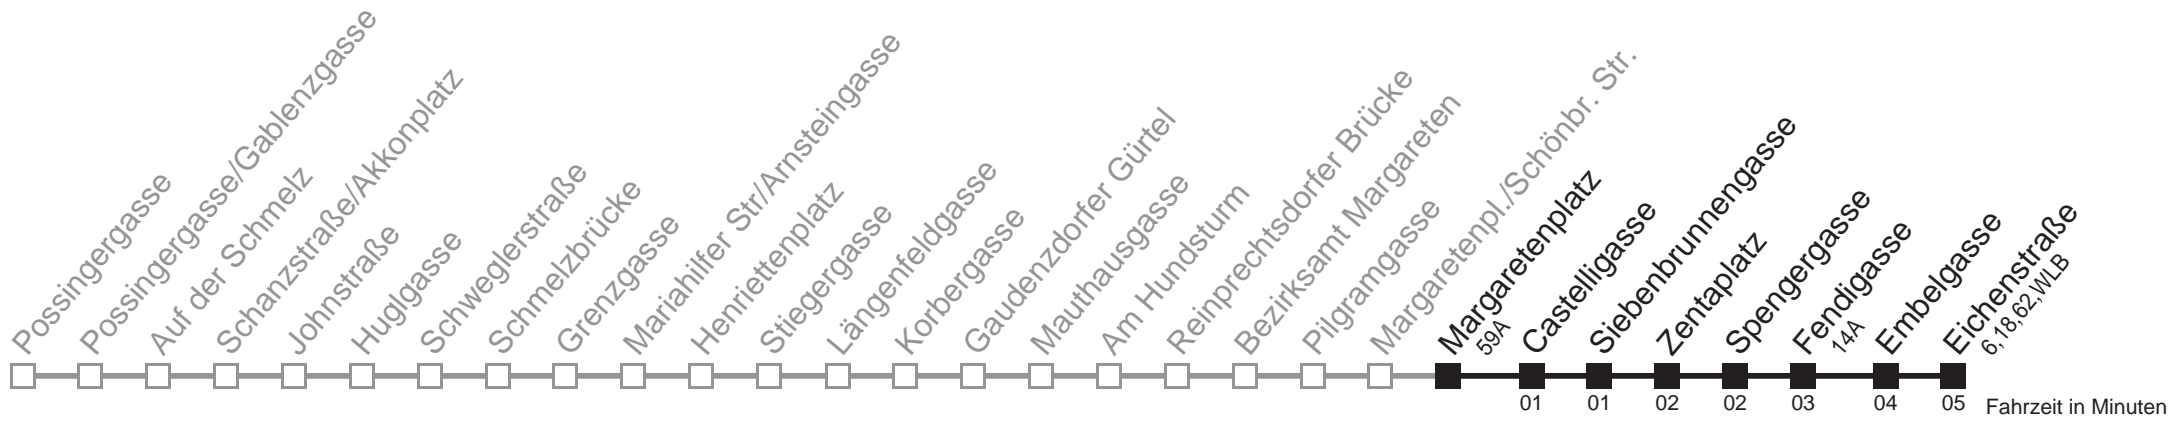 Possingergasse
Possingergasse/Gablenzgasse
Auf der Schmelz
Schanzstraße/Akkonplatz
Johnstraße
Huglgasse
Schweglerstraße
Schmelzbrücke
Grenzgasse
Mariahilfer Str/Arnsteingasse
Henriettenplatz
Stiegergasse
Längenfeldgasse
Korbergasse
Gaudenzdorfer Gürtel
Mauthausgasse
Am Hundsturm
Reinprechtsdorfer Brücke
Bezirksamt Margareten
Pilgramgasse
Margaretenpl./Schönbr. Str.
Margaretenplatz
59A
Castelligasse
Siebenbrunnengasse
Zentaplatz
Spengergasse
Fendigasse
14A
Embelgasse
Eichenstraße
6,18,62,WLB
01 01 02 02 03 04 05 Fahrzeit in Minuten